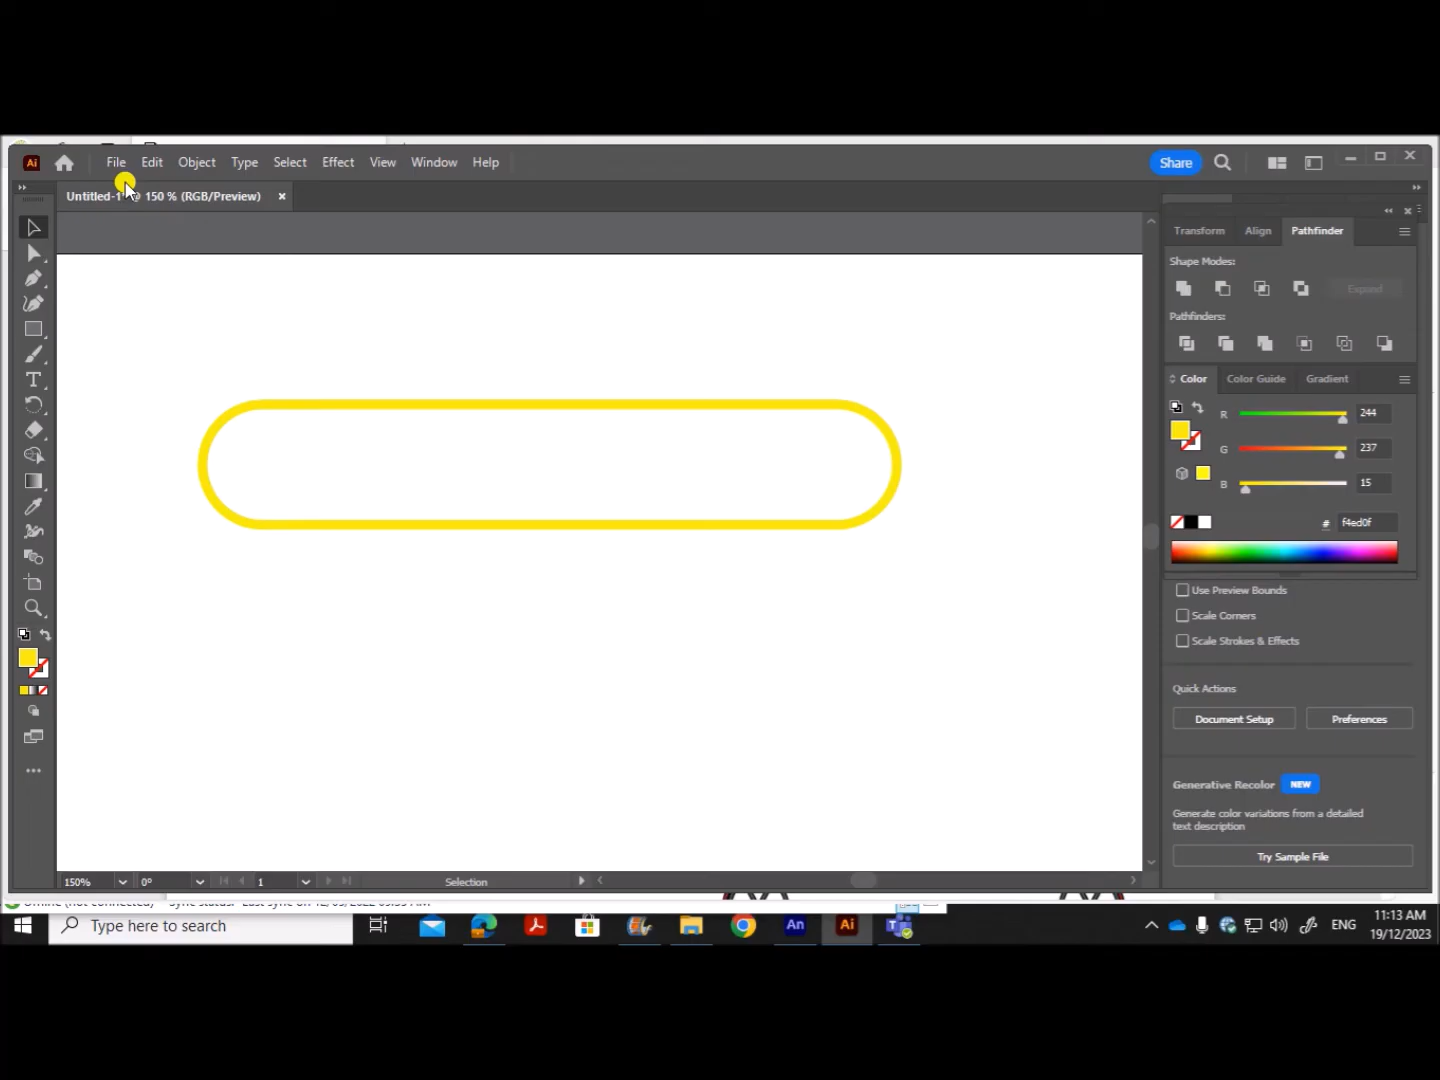 Ai File Edit Object Type Select Effect View Window Help Share
Untitled-1* @ 150 % (RGB/Preview)
Transform Align Pathfinder
Shape Modes:
Expand
Pathfinders:
Color Color Guide Gradient
R 244
G 237
B 15
# f4ed0f
Use Preview Bounds
Scale Corners
Scale Strokes & Effects
Quick Actions
Document Setup Preferences
Generative Recolor NEW
Generate color variations from a detailed
text description
Try Sample File
150% 0° 1 Selection
Type here to search
An Ai
ENG
11:13 AM
19/12/2023